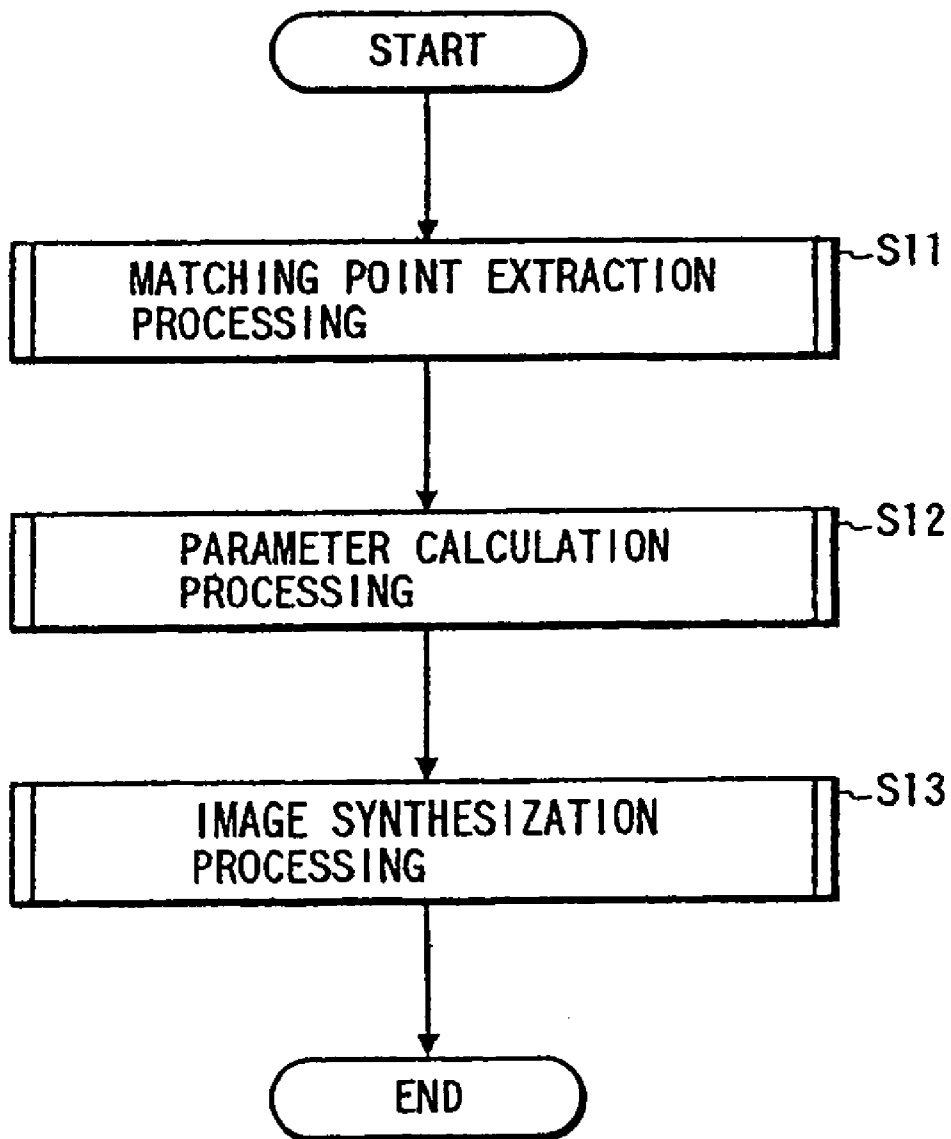 START
MATCHING POINT EXTRACTION
PROCESSING
S11
PARAMETER CALCULATION
PROCESSING
S12
IMAGE SYNTHESIZATION
PROCESSING
S13
END